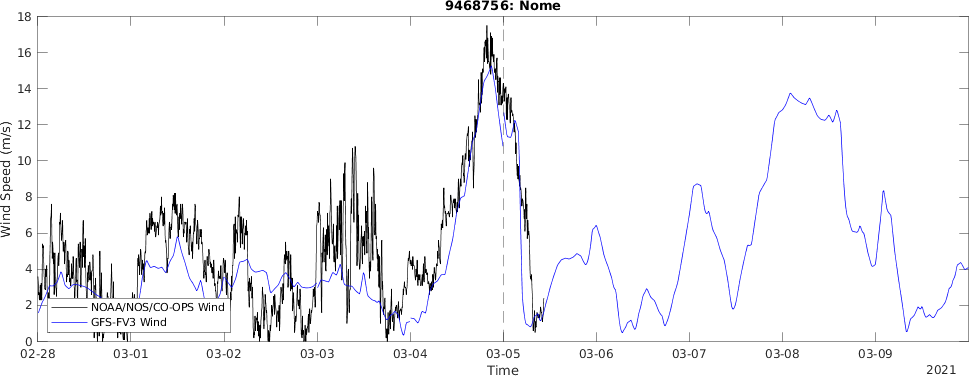 9468756: Nome
18
16
14
12
10
8
6
4
2
0
Wind Speed (m/s)
NOAA/NOS/CO-OPS Wind
GFS-FV3 Wind
02-28 03-01 03-02 03-03 03-04 03-05 03-06 03-07 03-08 03-09
Time
2021